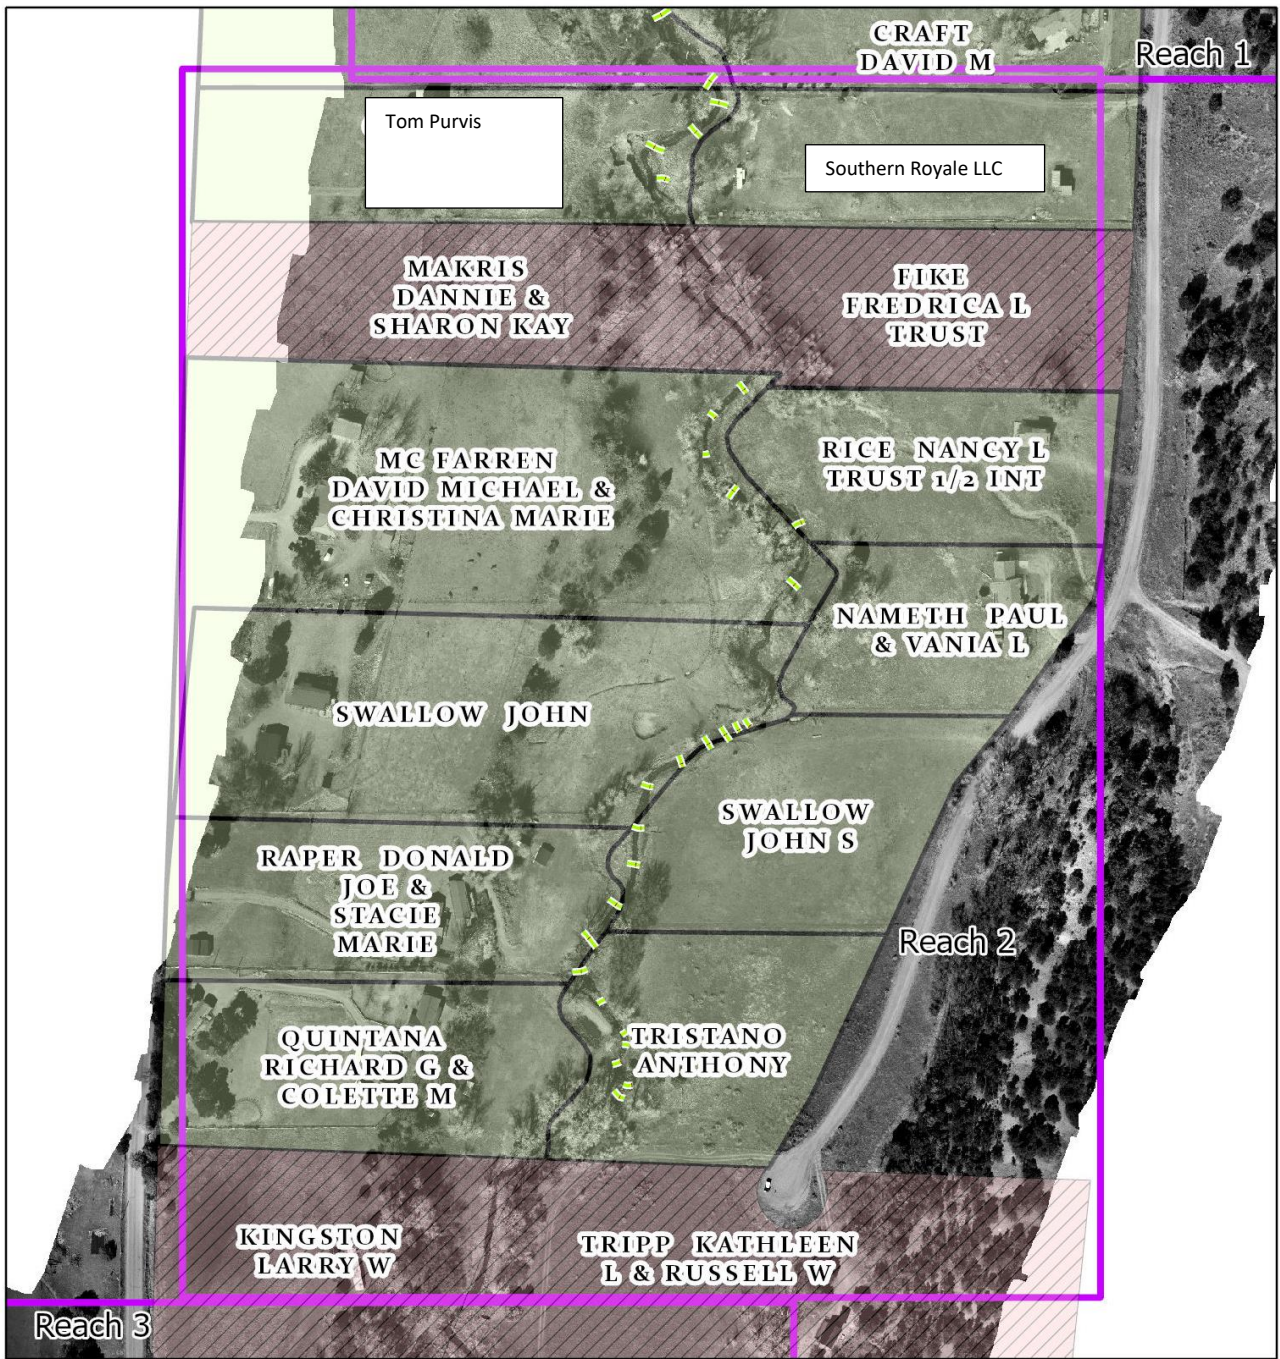 CRAFT
DAVID M
Reach 1
Tom Purvis
Southern Royale LLC
MAKRIS
DANNIE &
SHARON KAY
FIKE
FREDRICA L
TRUST
MC FARREN
DAVID MICHAEL &
CHRISTINA MARIE
RICE NANCY L
TRUST 1/2 INT
NAMETH PAUL
& VANIA L
SWALLOW JOHN
SWALLOW
JOHN S
RAPER DONALD
JOE &
STACIE
MARIE
Reach 2
QUINTANA
RICHARD G &
COLETTE M
TRISTANO
ANTHONY
KINGSTON
LARRY W
TRIPP KATHLEEN
L & RUSSELL W
Reach 3